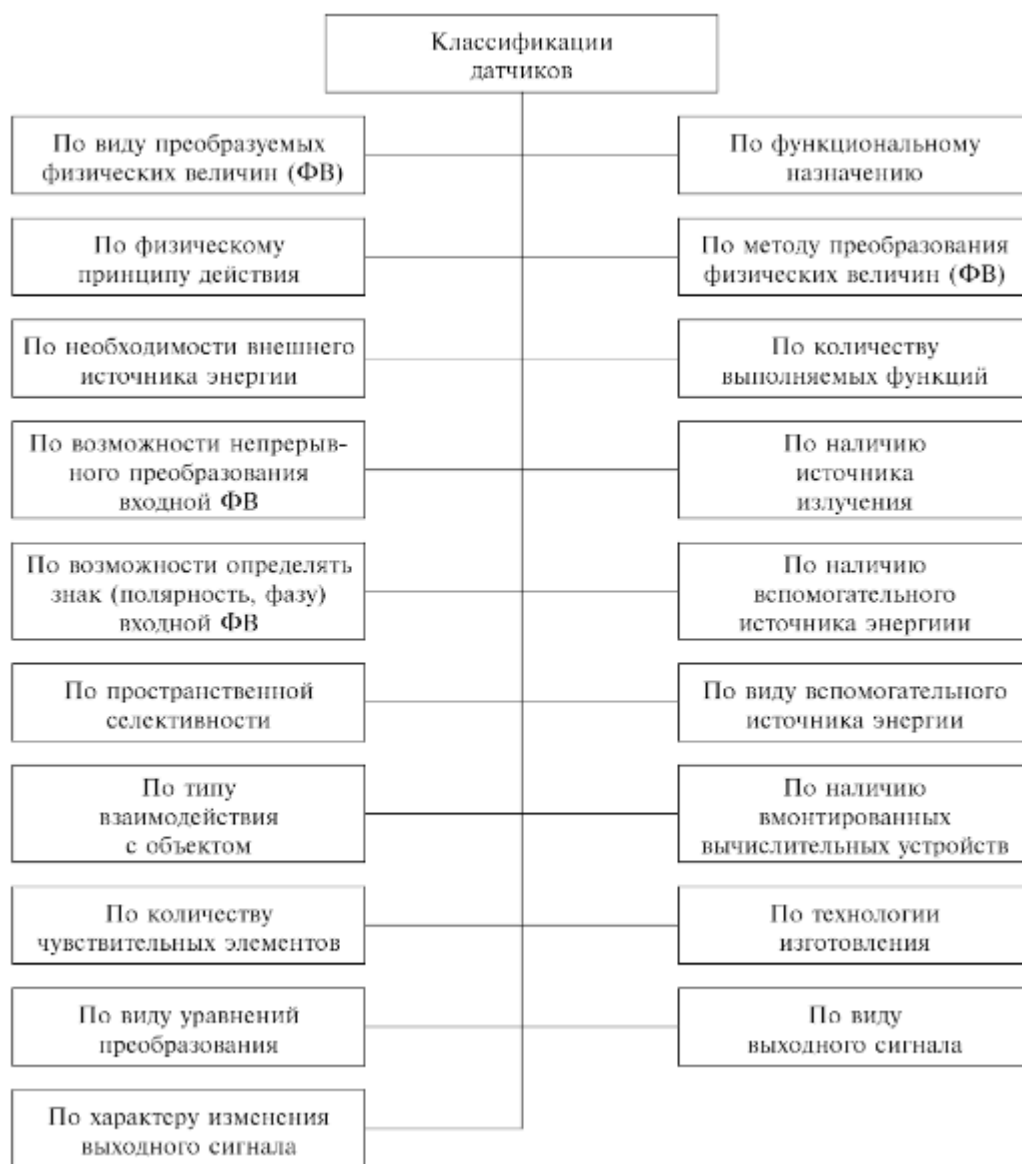 Классификации
датчиков
По виду преобразуемых
физических величин (ФВ)
По функциональному
назначению
По физическому
принципу действия
По методу преобразования
физических величин (ФВ)
По необходимости внешнего
источника энергии
По количеству
выполняемых функций
По возможности непрерыв-
ного преобразования
входной ФВ
По наличию
источника
излучения
По возможности определять
знак (полярность, фазу)
входной ФВ
По наличию
вспомогательного
источника энергиии
По пространственной
селективности
По виду вспомогательного
источника энергии
По типу
взаимодействия
с объектом
По наличию
вмонтированных
вычислительных устройств
По количеству
чувствительных элементов
По технологии
изготовления
По виду уравнений
преобразования
По виду
выходного сигнала
По характеру изменения
выходного сигнала